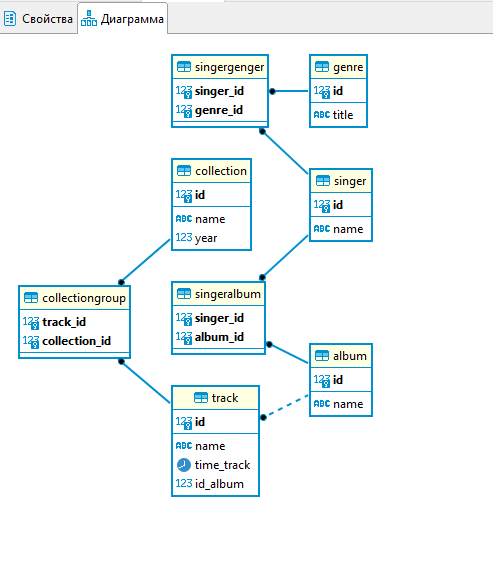 Свойства
Диаграмма
singergenger
123 singer_id
123 genre_id
genre
123 id
ABC title
collection
123 id
ABC name
123 year
singer
123 id
ABC name
collectiongroup
123 track_id
123 collection_id
singeralbum
123 singer_id
123 album_id
album
123 id
ABC name
track
123 id
ABC name
time_track
123 id_album